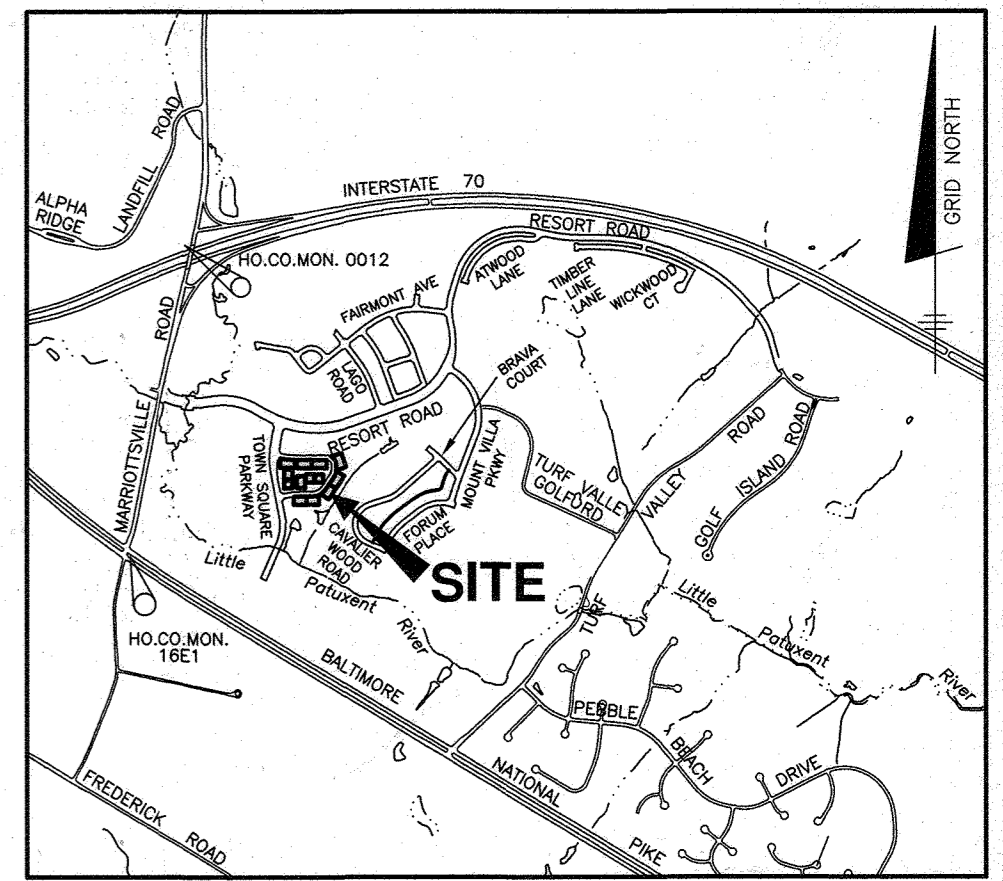 GRID NORTH
INTERSTATE 70
ALPHA
RIDGE
LANDFILL ROAD
RESORT ROAD
HO.CO.MON. 0012
ATWOOD
LANE
TIMBER
LINE
LANE
WICKWOOD
CT
FAIRMONT AVE
LAGO
ROAD
BRAVA
COURT
MARRIOTTSVILLE ROAD
RESORT ROAD
TOWN SQUARE
PARKWAY
MOUNT VILLA
PKWY
TURF VALLEY
GOLFORD
TURF VALLEY ROAD
GOLF ISLAND ROAD
FORUM
PLACE
CAVALIER
WOOD
ROAD
SITE
Little Patuxent River
Little Patuxent River
HO.CO.MON.
16E1
BALTIMORE NATIONAL PIKE
PEBBLE BEACH DRIVE
FREDERICK ROAD